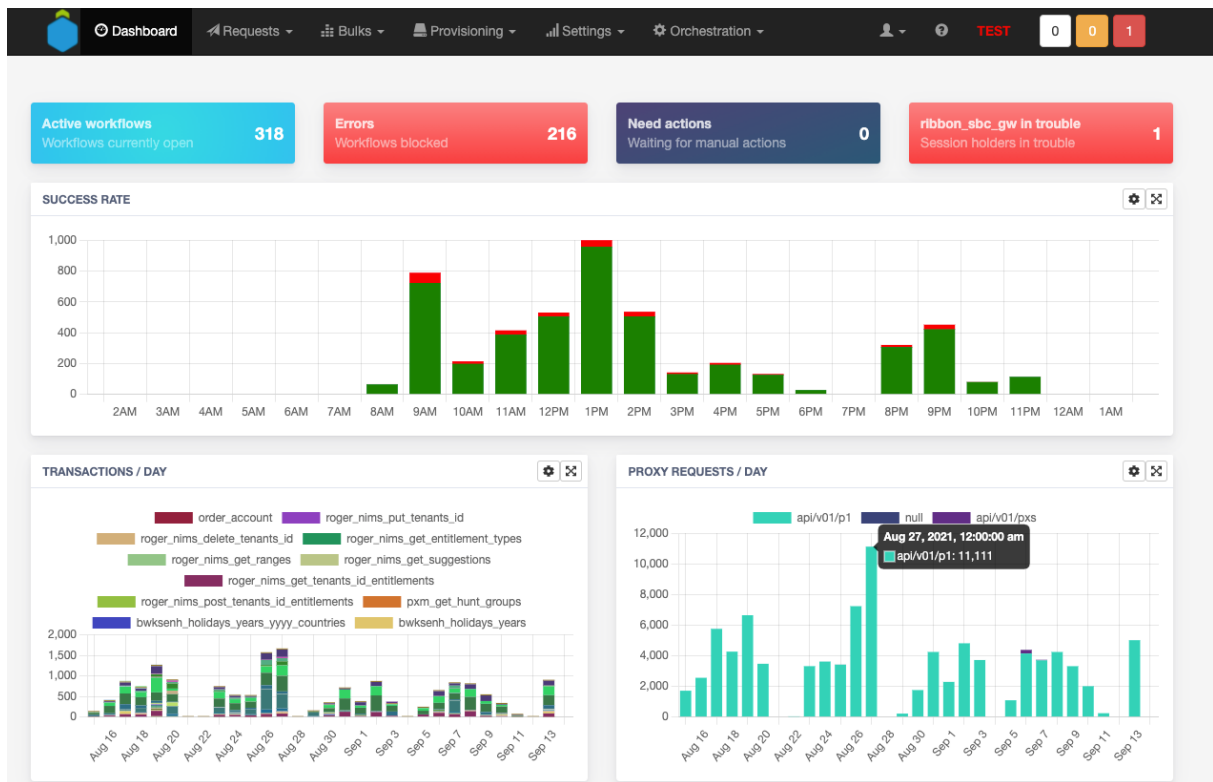 Dashboard Requests Bulks Provisioning Settings Orchestration TEST 0 0 1
Active workflows
Workflows currently open
318
Errors
Workflows blocked
216
Need actions
Waiting for manual actions
0
ribbon_sbc_gw in trouble
Session holders in trouble
1
SUCCESS RATE
1,000
800
600
400
200
0
2AM 3AM 4AM 5AM 6AM 7AM 8AM 9AM 10AM 11AM 12PM 1PM 2PM 3PM 4PM 5PM 6PM 7PM 8PM 9PM 10PM 11PM 12AM 1AM
TRANSACTIONS / DAY
order_account roger_nims_put_tenants_id
roger_nims_delete_tenants_id roger_nims_get_entitlement_types
roger_nims_get_ranges roger_nims_get_suggestions
roger_nims_get_tenants_id_entitlements
roger_nims_post_tenants_id_entitlements pxm_get_hunt_groups
bwksenh_holidays_years_yyyy_countries bwksenh_holidays_years
2,000
1,500
1,000
500
0
Aug 16 Aug 18 Aug 20 Aug 22 Aug 24 Aug 26 Aug 28 Aug 30 Sep 1 Sep 3 Sep 5 Sep 7 Sep 9 Sep 11 Sep 13
PROXY REQUESTS / DAY
api/v01/p1 null api/v01/pxs
Aug 27, 2021, 12:00:00 am
api/v01/p1: 11,111
12,000
10,000
8,000
6,000
4,000
2,000
0
Aug 16 Aug 18 Aug 20 Aug 22 Aug 24 Aug 26 Aug 28 Aug 30 Sep 1 Sep 3 Sep 5 Sep 7 Sep 9 Sep 11 Sep 13